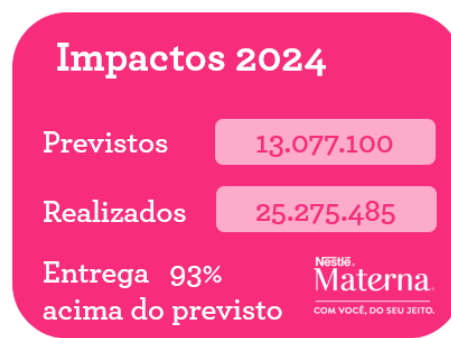 Impactos 2024
Previstos 13.077.100
Realizados 25.275.485
Entrega 93%
acima do previsto
Nestlé.
Materna
COM VOCÊ, DO SEU JEITO.